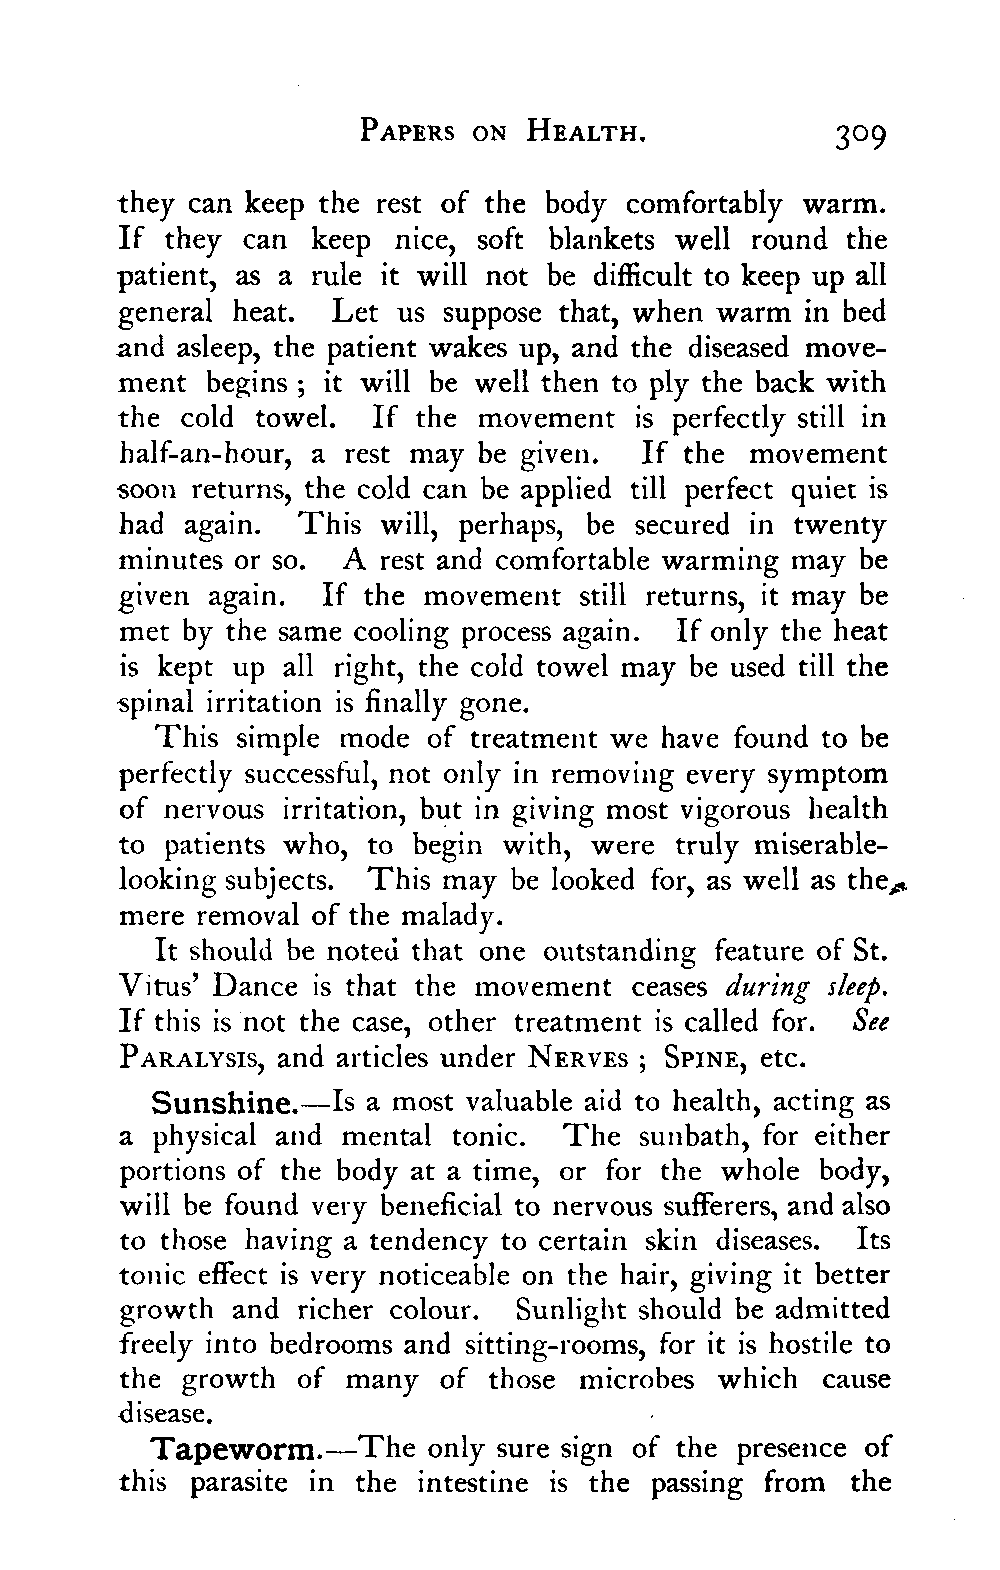 PAPERS ON HEALTH. 309
they can keep the rest of the body comfortably warm.
If they can keep nice, soft blankets well round the
patient, as a rule it will not be difficult to keep up all
general heat. Let us suppose that, when warm in bed
and asleep, the patient wakes up, and the diseased move-
ment begins ; it will be well then to ply the back with
the cold towel. If the movement is perfectly still in
half-an-hour, a rest may be given. If the movement
soon returns, the cold can be applied till perfect quiet is
had again. This will, perhaps, be secured in twenty
minutes or so. A rest and comfortable warming may be
given again. If the movement still returns, it may be
met by the same cooling process again. If only the heat
is kept up all right, the cold towel may be used till the
spinal irritation is finally gone.
This simple mode of treatment we have found to be
perfectly successful, not only in removing every symptom
of nervous irritation, but in giving most vigorous health
to patients who, to begin with, were truly miserable-
looking subjects. This may be looked for, as well as the
mere removal of the malady.
It should be noted that one outstanding feature of St.
Vitus' Dance is that the movement ceases during sleep.
If this is not the case, other treatment is called for. See
PARALYSIS, and articles under NERVES ; SPINE, etc.
Sunshine.—Is a most valuable aid to health, acting as
a physical and mental tonic. The sunbath, for either
portions of the body at a time, or for the whole body,
will be found very beneficial to nervous sufferers, and also
to those having a tendency to certain skin diseases. Its
tonic effect is very noticeable on the hair, giving it better
growth and richer colour. Sunlight should be admitted
freely into bedrooms and sitting-rooms, for it is hostile to
the growth of many of those microbes which cause
disease.
Tapeworm.—The only sure sign of the presence of
this parasite in the intestine is the passing from the